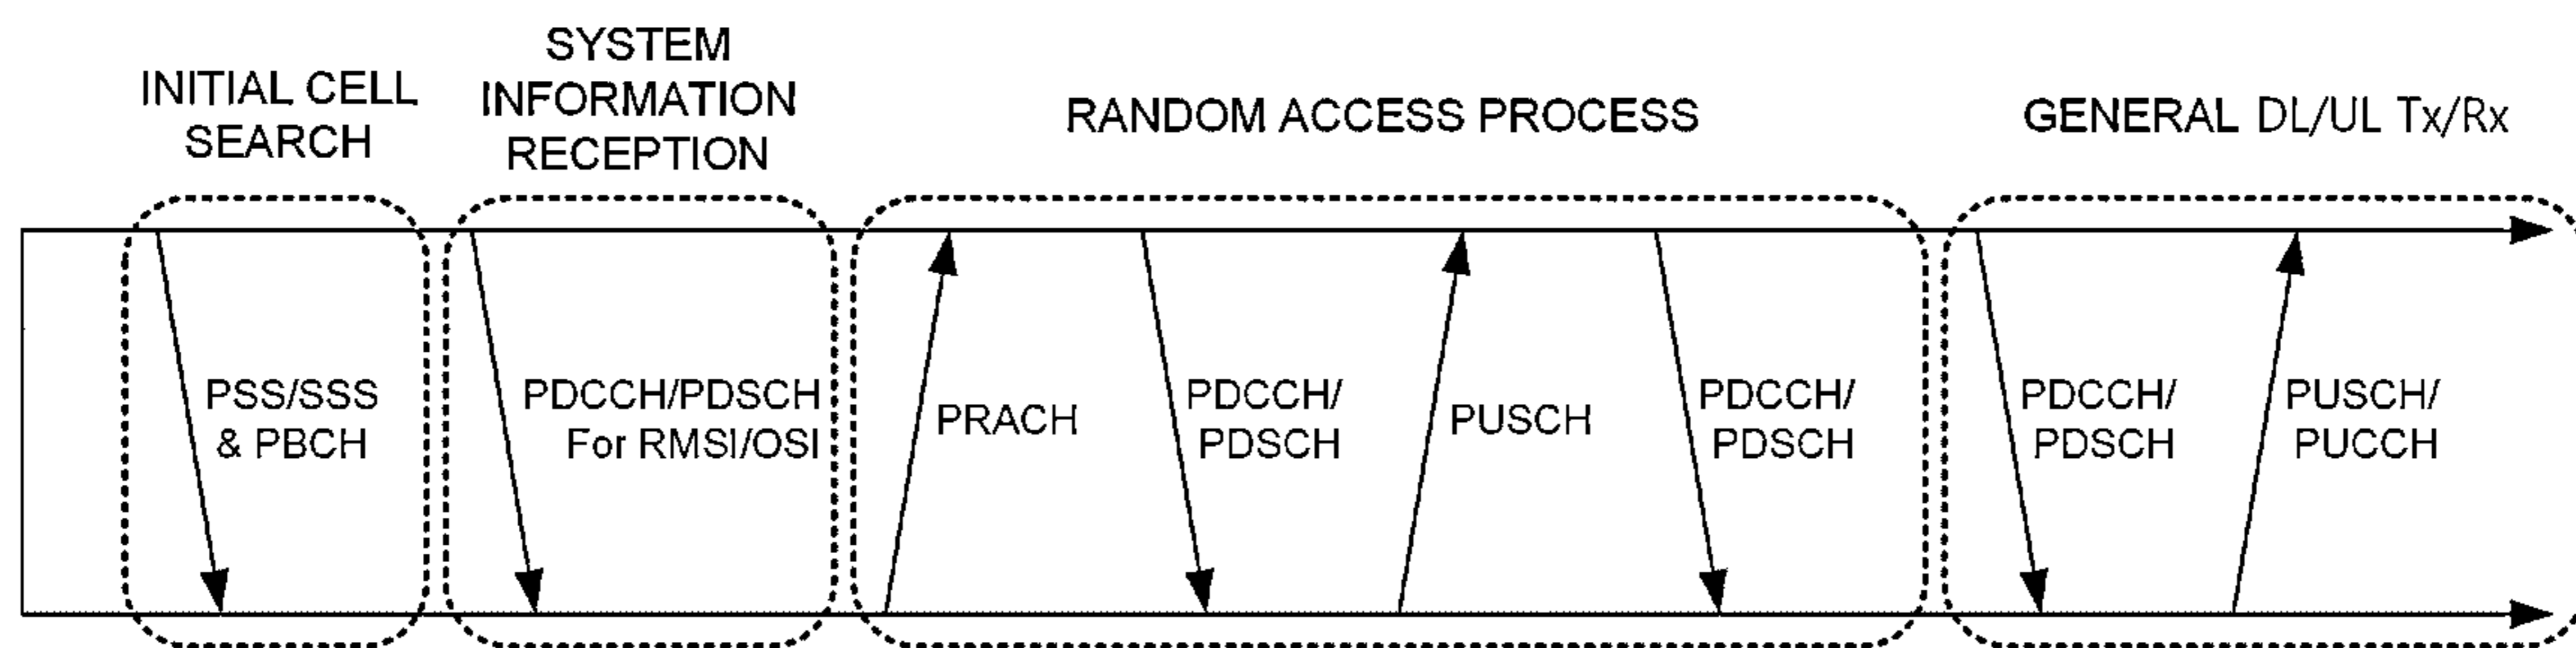 INITIAL CELL
SEARCH
SYSTEM
INFORMATION
RECEPTION
RANDOM ACCESS PROCESS
GENERAL DL/UL Tx/Rx
PSS/SSS
& PBCH
PDCCH/PDSCH
For RMSI/OSI
PRACH
PDCCH/
PDSCH
PUSCH
PDCCH/
PDSCH
PDCCH/
PDSCH
PUSCH/
PUCCH